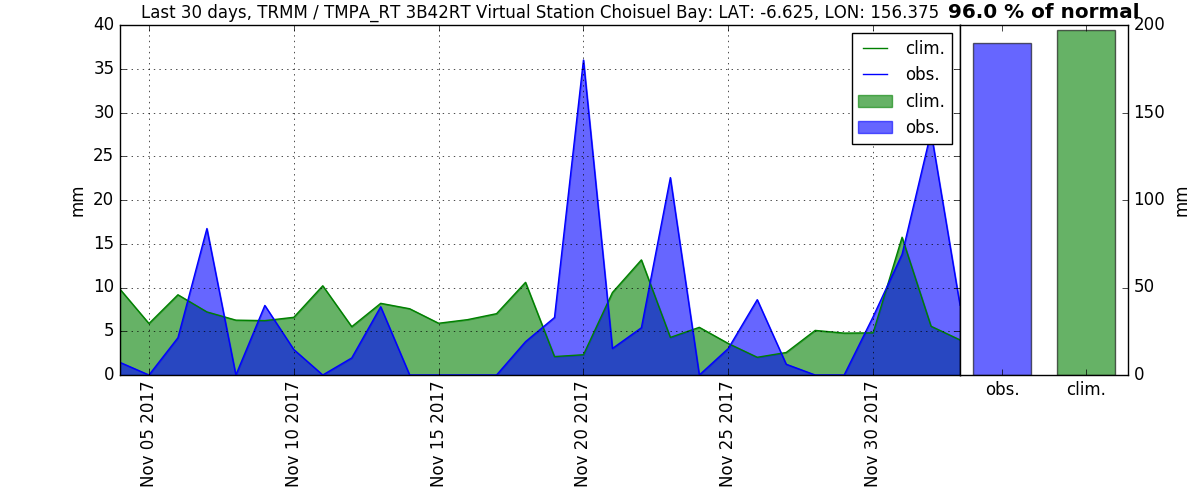 Last 30 days, TRMM / TMPA_RT 3B42RT Virtual Station Choisuel Bay: LAT: -6.625, LON: 156.375
96.0 % of normal
mm
40
35
30
25
20
15
10
5
0
clim.
obs.
clim.
obs.
Nov 05 2017
Nov 10 2017
Nov 15 2017
Nov 20 2017
Nov 25 2017
Nov 30 2017
200
150
100
50
0
mm
obs.
clim.